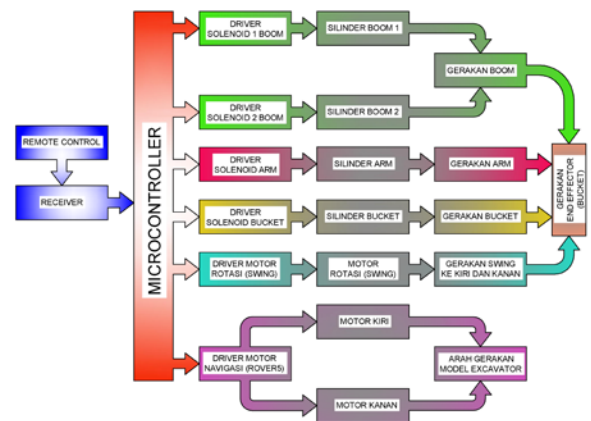 REMOTE CONTROL
RECEIVER
MICROCONTROLLER
DRIVER
SOLENOID 1 BOOM
SILINDER BOOM 1
GERAKAN BOOM
DRIVER
SOLENOID 2 BOOM
SILINDER BOOM 2
DRIVER
SOLENOID ARM
SILINDER ARM
GERAKAN ARM
DRIVER
SOLENOID BUCKET
SILINDER BUCKET
GERAKAN BUCKET
DRIVER MOTOR
ROTASI (SWING)
MOTOR
ROTASI (SWING)
GERAKAN SWING
KE KIRI DAN KANAN
GERAKAN
END EFFECTOR
(BUCKET)
DRIVER MOTOR
NAVIGASI (ROVER5)
MOTOR KIRI
MOTOR KANAN
ARAH GERAKAN
MODEL EXCAVATOR